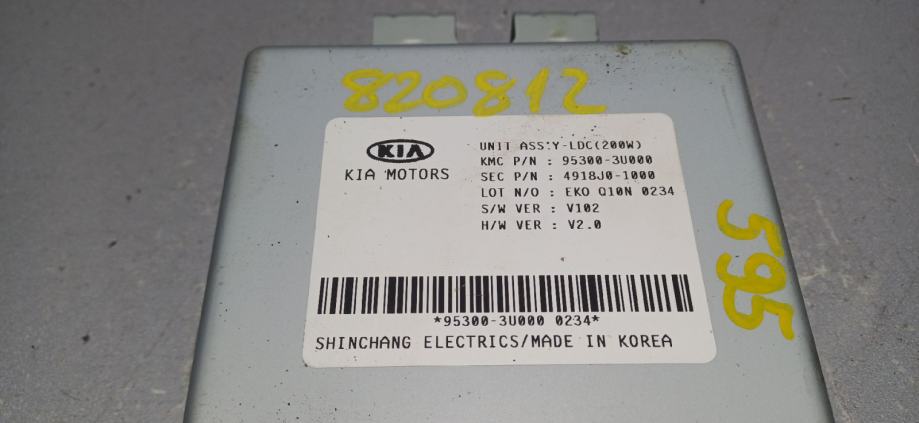 820812
KIA
KIA MOTORS
UNIT ASS'Y-LDC(200W)
KMC P/N : 95300-3U000
SEC P/N : 4918J0-1000
LOT N/O : EKO Q10N 0234
S/W VER : V102
H/W VER : V2.0
595
*95300-3U000 0234*
SHINCHANG ELECTRICS/MADE IN KOREA